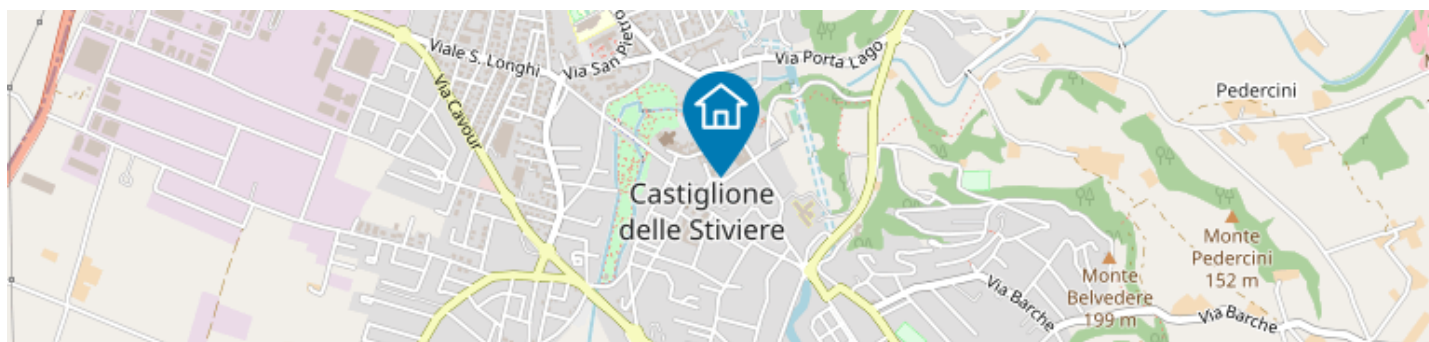 Viale S. Longhi
Via San Pietro
Via Porta Lago
Via Cavour
Pedercini
Castiglione
delle Stiviere
Monte
Pedercini
152 m
Monte
Belvedere
199 m
Via Barche
Via Barche